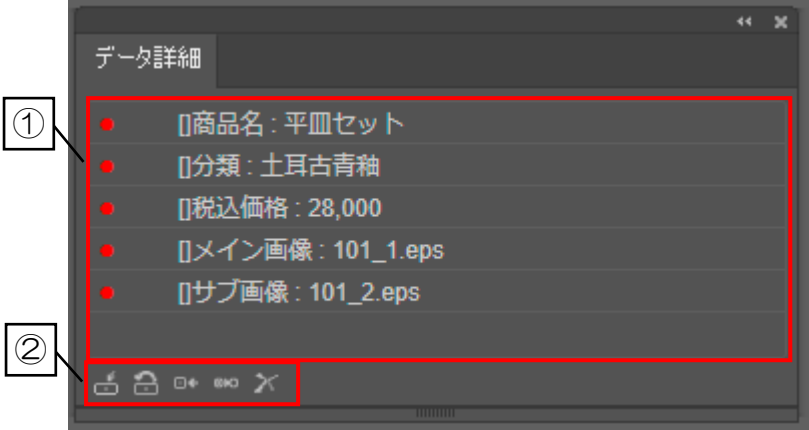 データ詳細
①
[]商品名 : 平皿セット
[]分類 : 土耳古青釉
[]税込価格 : 28,000
[]メイン画像 : 101_1.eps
[]サブ画像 : 101_2.eps
②